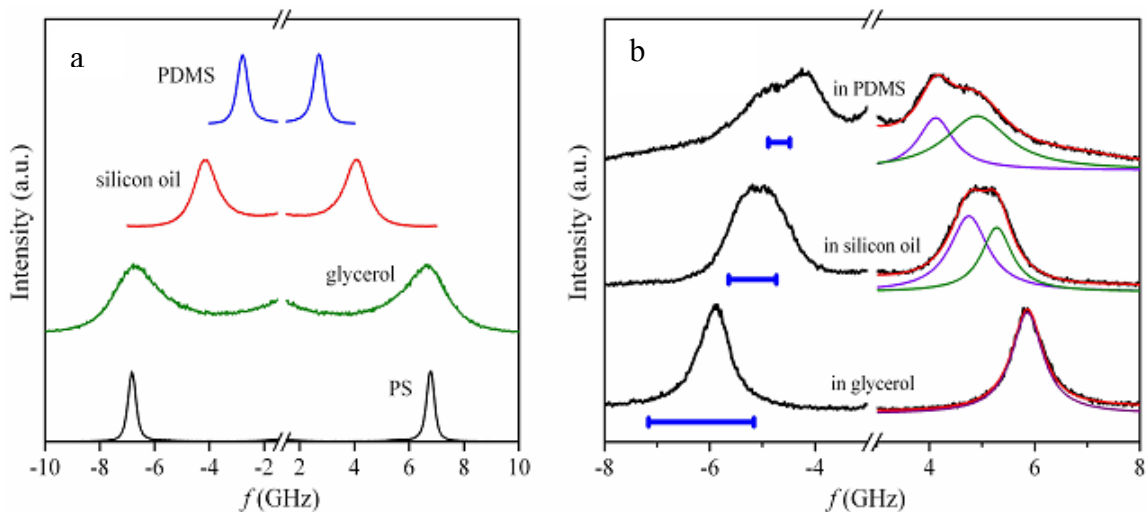 a
PDMS
silicon oil
glycerol
PS
Intensity (a.u.)
-10 -8 -6 -4 -2 2 4 6 8 10
f (GHz)
b
in PDMS
in silicon oil
in glycerol
Intensity (a.u.)
-8 -6 -4 4 6 8
f (GHz)